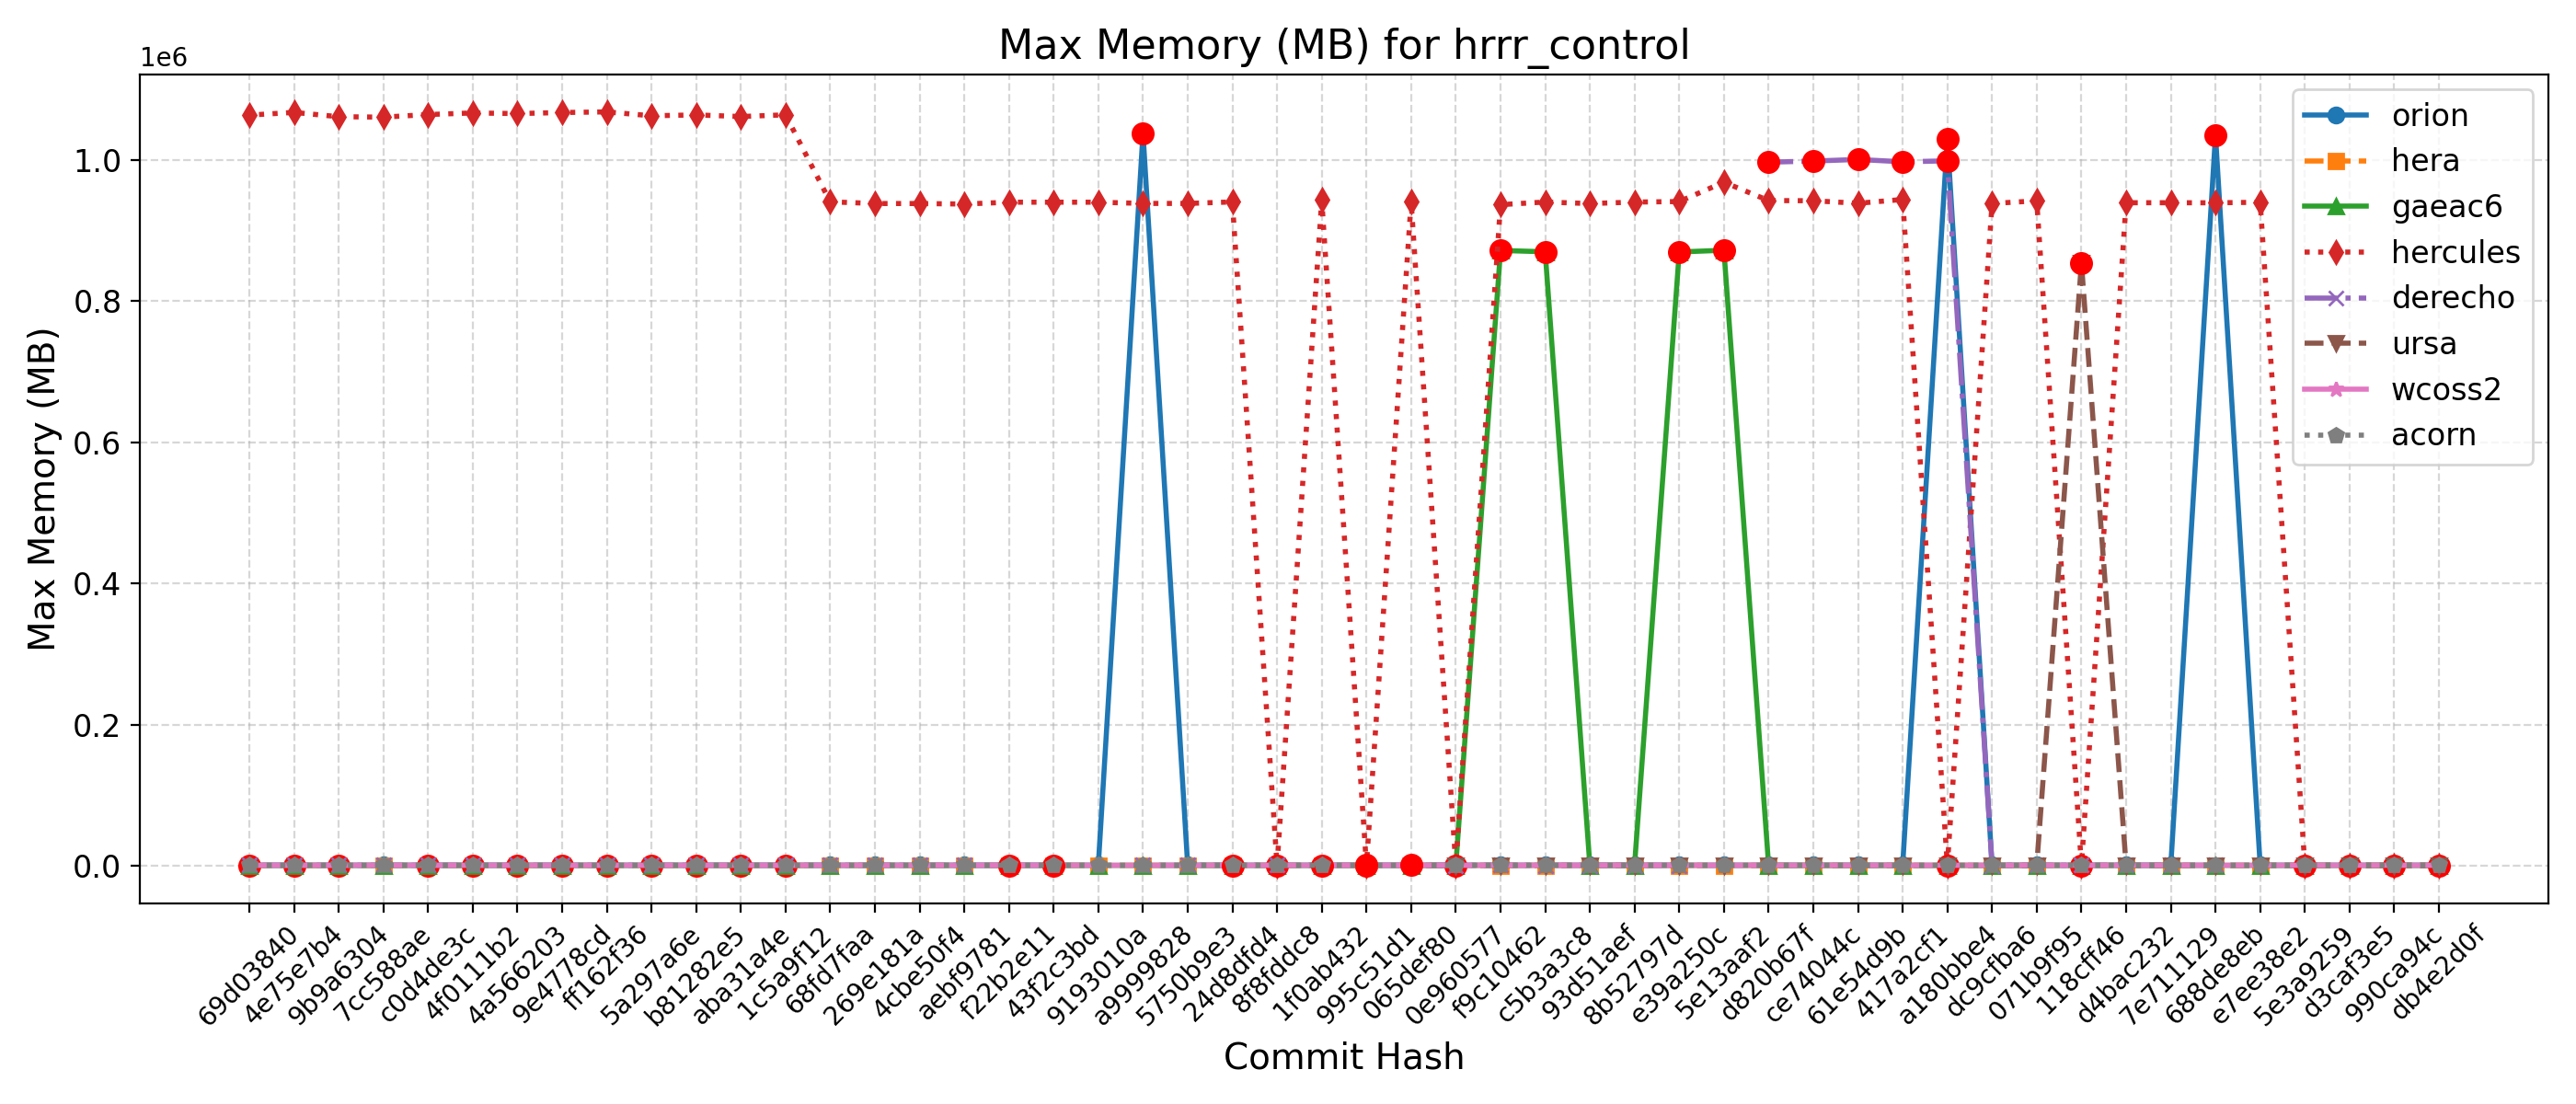 Max Memory (MB) for hrrr_control
1e6
1.0
0.8
0.6
0.4
0.2
0.0
Max Memory (MB)
orion
hera
gaeac6
hercules
derecho
ursa
wcoss2
acorn
69d03840
4e75e7b4
9b9a6304
7cc588ae
c0d4de3c
4f0111b2
4a566203
9e4778cd
ff162f36
5a297a6e
b81282e5
aba31a4e
1c5a9f12
68fd7faa
269e181a
4cbe50f4
aebf9781
f22b2e11
43f2c3bd
9193010a
a9999828
5750b9e3
24d8dfd4
8f8fddc8
1f0ab432
995c51d1
065def80
0e960577
f9c10462
c5b3a3c8
93d51aef
8b52797d
e39a250c
5e13aaf2
d820b67f
ce74044c
61e54d9b
417a2cf1
a180bbe4
dc9cfba6
071b9f95
118cff46
d4bac232
7e711129
688de8eb
e7ee38e2
5e3a9259
d3caf3e5
990ca94c
db4e2d0f
Commit Hash